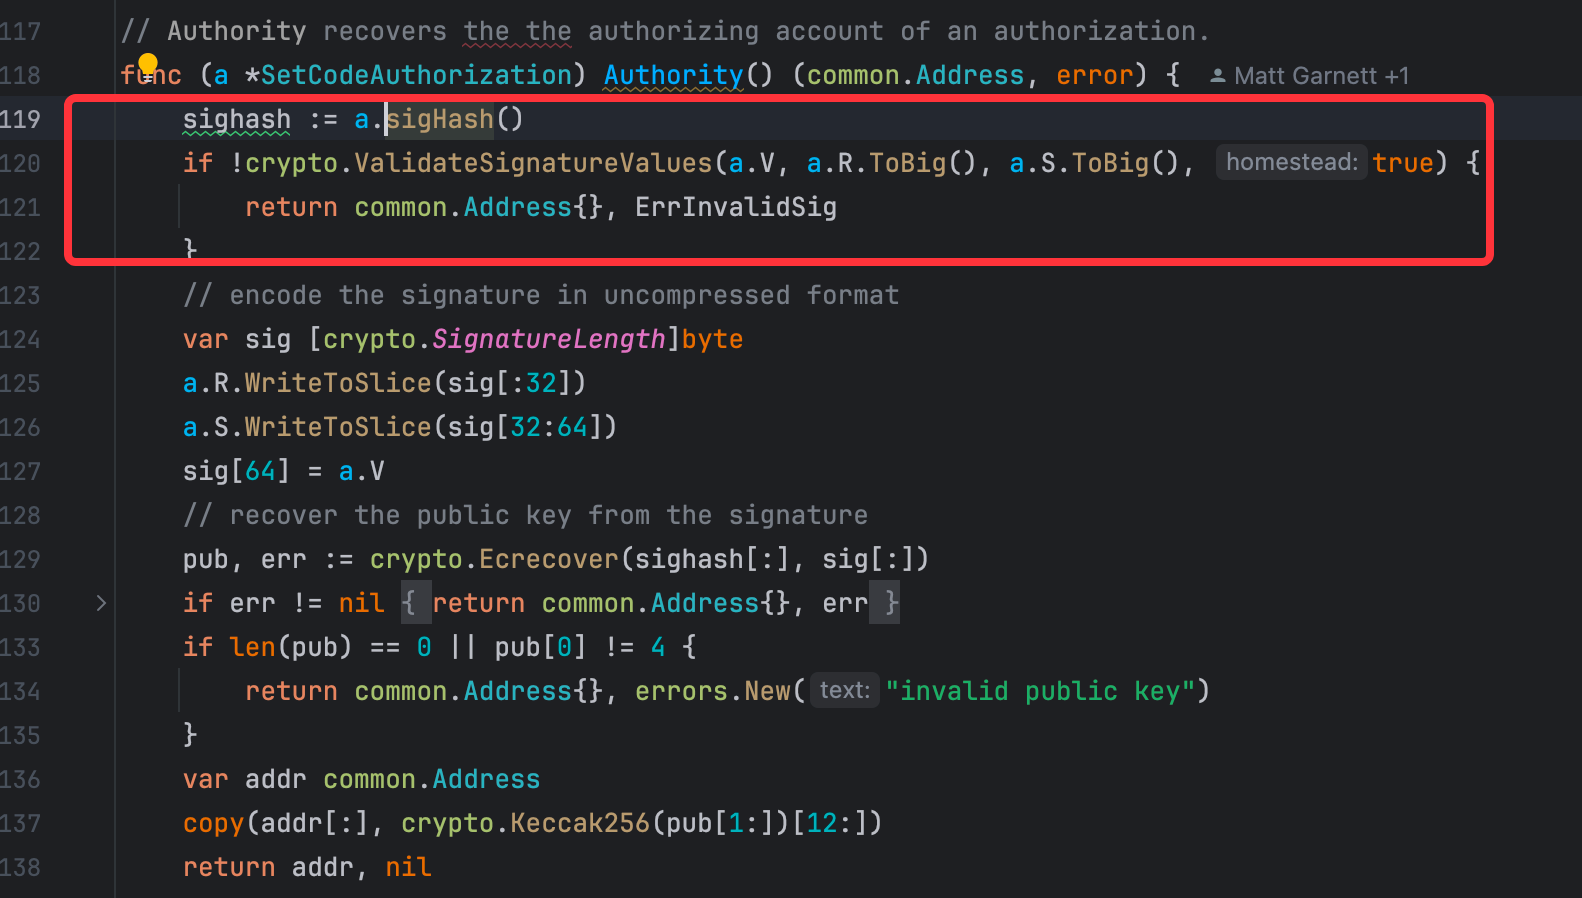 117 // Authority recovers the the authorizing account of an authorization.
118 func (a *SetCodeAuthorization) Authority() (common.Address, error) { Matt Garnett +1
119 sighash := a.sigHash()
120 if !crypto.ValidateSignatureValues(a.V, a.R.ToBig(), a.S.ToBig(), homestead: true) {
121 return common.Address{}, ErrInvalidSig
122 }
123 // encode the signature in uncompressed format
124 var sig [crypto.SignatureLength]byte
125 a.R.WriteToSlice(sig[:32])
126 a.S.WriteToSlice(sig[32:64])
127 sig[64] = a.V
128 // recover the public key from the signature
129 pub, err := crypto.Ecrecover(sighash[:], sig[:])
130 if err != nil { return common.Address{}, err }
133 if len(pub) == 0 || pub[0] != 4 {
134 return common.Address{}, errors.New( text: "invalid public key")
135 }
136 var addr common.Address
137 copy(addr[:], crypto.Keccak256(pub[1:])[12:])
138 return addr, nil